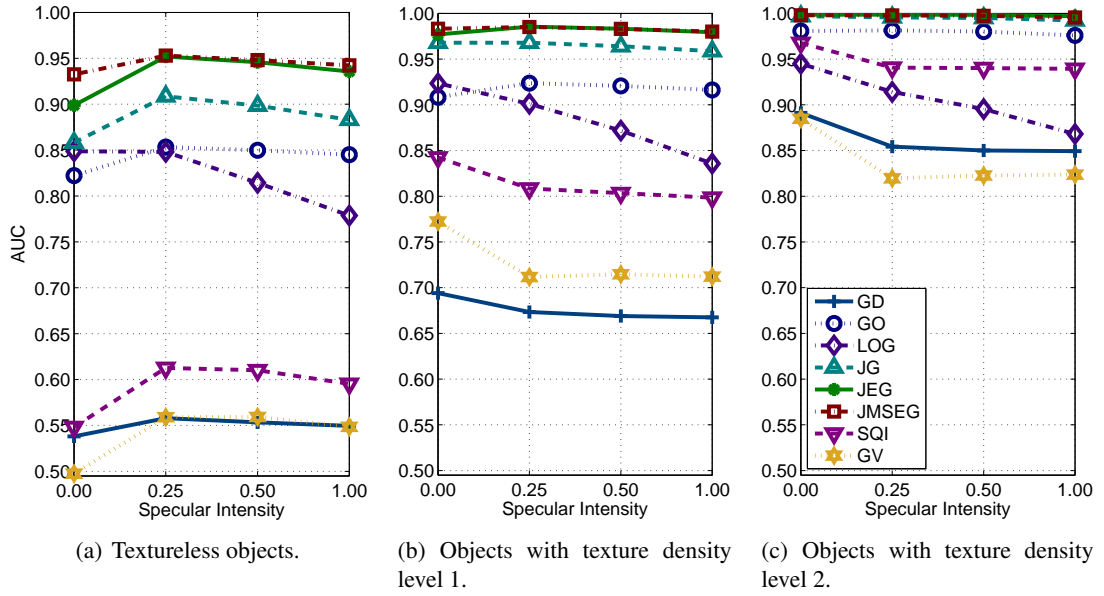 1.00
0.95
0.90
0.85
0.80
0.75
0.70
0.65
0.60
0.55
0.50
AUC
0.00 0.25 0.50 1.00
Specular Intensity
(a) Textureless objects.
1.00
0.95
0.90
0.85
0.80
0.75
0.70
0.65
0.60
0.55
0.50
0.00 0.25 0.50 1.00
Specular Intensity
(b) Objects with texture density
level 1.
1.00
0.95
0.90
0.85
0.80
0.75
0.70
0.65
0.60
0.55
0.50
GD
GO
LOG
JG
JEG
JMSEG
SQI
GV
0.00 0.25 0.50 1.00
Specular Intensity
(c) Objects with texture density
level 2.